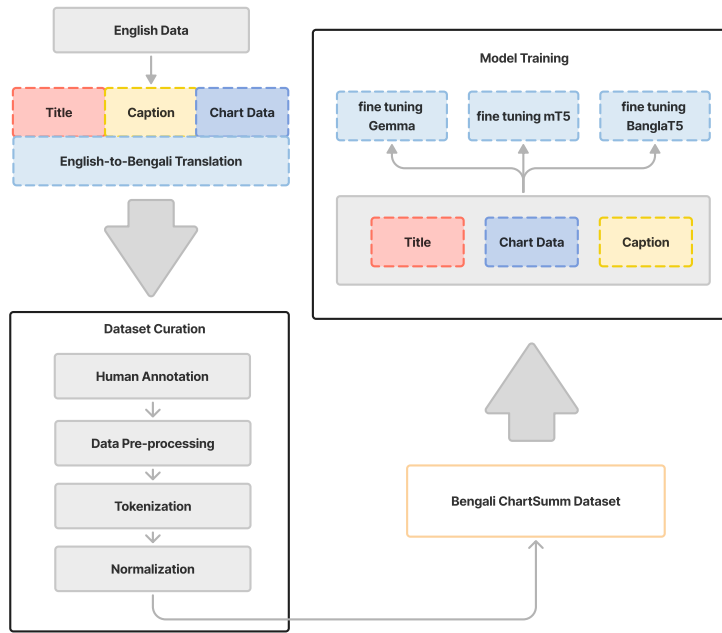 English Data
Title
Caption
Chart Data
English-to-Bengali Translation
Dataset Curation
Human Annotation
Data Pre-processing
Tokenization
Normalization
Bengali ChartSumm Dataset
Model Training
fine tuning
Gemma
fine tuning mT5
fine tuning
BanglaT5
Title
Chart Data
Caption